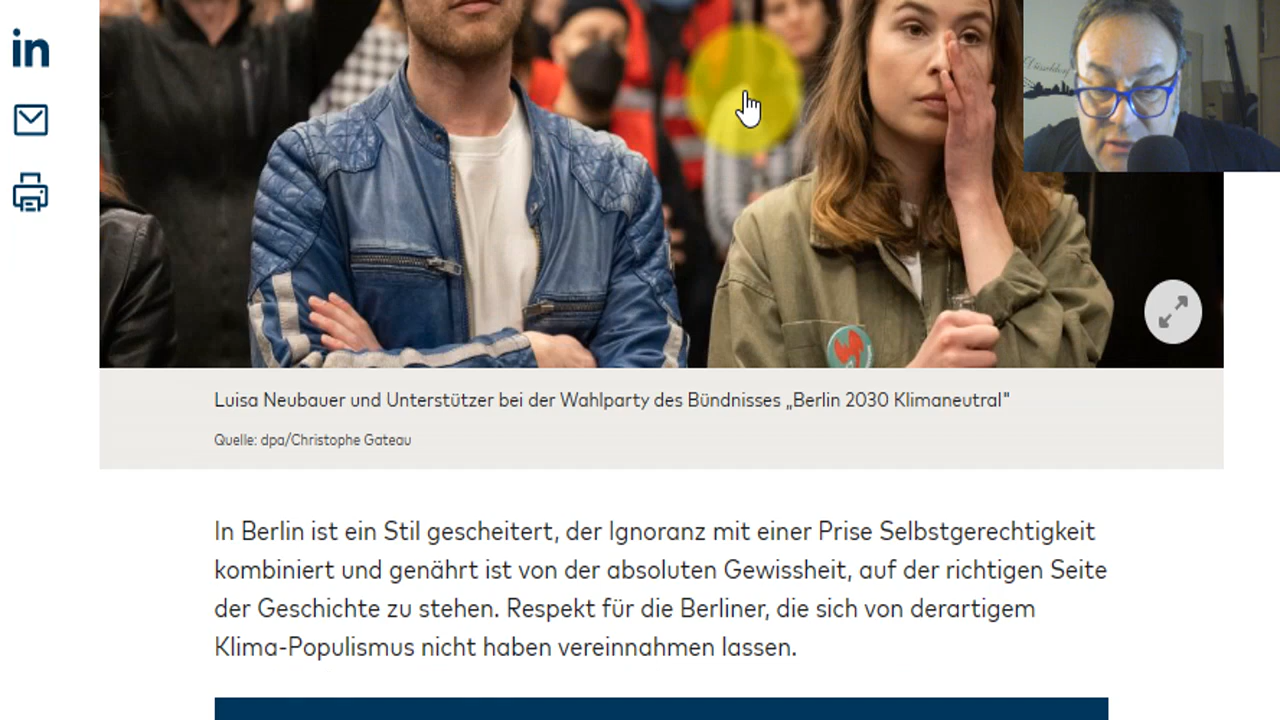 in
Düsseldorf
Luisa Neubauer und Unterstützer bei der Wahlparty des Bündnisses „Berlin 2030 Klimaneutral"
Quelle: dpa/Christophe Gateau
In Berlin ist ein Stil gescheitert, der Ignoranz mit einer Prise Selbstgerechtigkeit
kombiniert und genährt ist von der absoluten Gewissheit, auf der richtigen Seite
der Geschichte zu stehen. Respekt für die Berliner, die sich von derartigem
Klima-Populismus nicht haben vereinnahmen lassen.